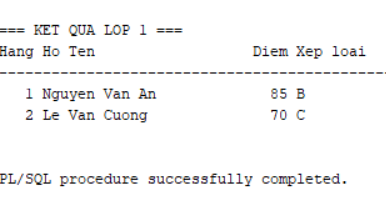 === KET QUA LOP 1 ===
Hang Ho Ten Diem Xep loai
--------------------------------------------------
1 Nguyen Van An 85 B
2 Le Van Cuong 70 C
PL/SQL procedure successfully completed.